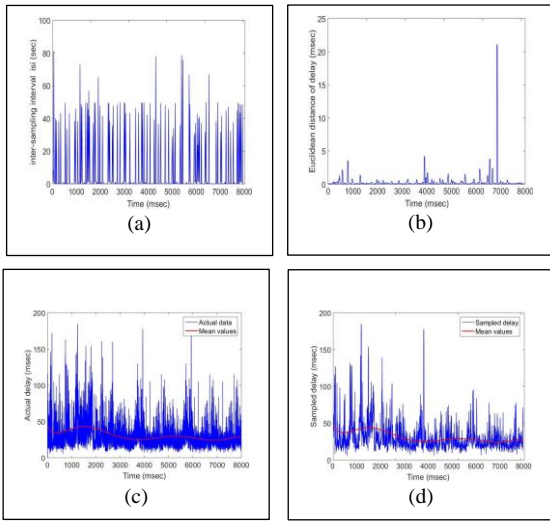 100
80
60
40
20
0
inter-sampling interval isi (sec)
0 1000 2000 3000 4000 5000 6000 7000 8000
Time (msec)
(a)
25
20
15
10
5
0
Euclidean distance of delay (msec)
0 1000 2000 3000 4000 5000 6000 7000 8000
Time (msec)
(b)
200
150
100
50
0
Actual delay (msec)
Actual data
Mean values
0 1000 2000 3000 4000 5000 6000 7000 8000
Time (msec)
(c)
200
150
100
50
0
Sampled delay (msec)
Sampled delay
Mean values
0 1000 2000 3000 4000 5000 6000 7000 8000
Time (msec)
(d)